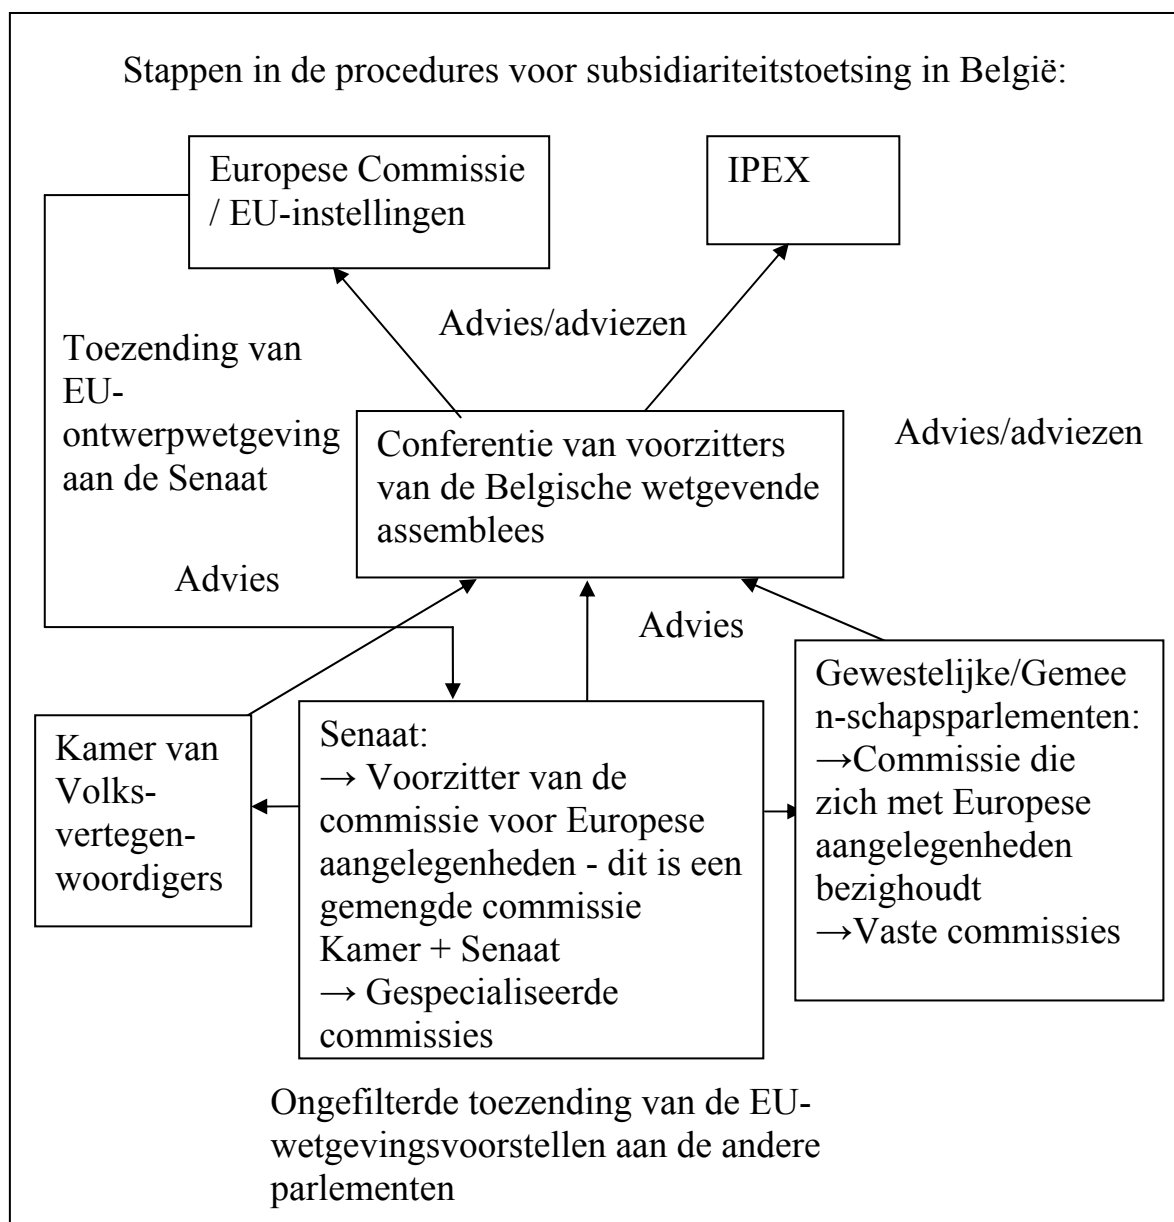 Stappen in de procedures voor subsidiariteitstoetsing in België:
Europese Commissie
/ EU-instellingen
IPEX
Advies/adviezen
Toezending van
EU-
ontwerpwetgeving
aan de Senaat
Conferentie van voorzitters
van de Belgische wetgevende
assemblees
Advies/adviezen
Advies
Advies
Kamer van
Volks-
vertegen-
woordigers
Senaat:
→ Voorzitter van de
commissie voor Europese
aangelegenheden - dit is een
gemengde commissie
Kamer + Senaat
→ Gespecialiseerde
commissies
Gewestelijke/Gemee
n-schapsparlementen:
→Commissie die
zich met Europese
aangelegenheden
bezighoudt
→Vaste commissies
Ongefilterde toezending van de EU-
wetgevingsvoorstellen aan de andere
parlementen